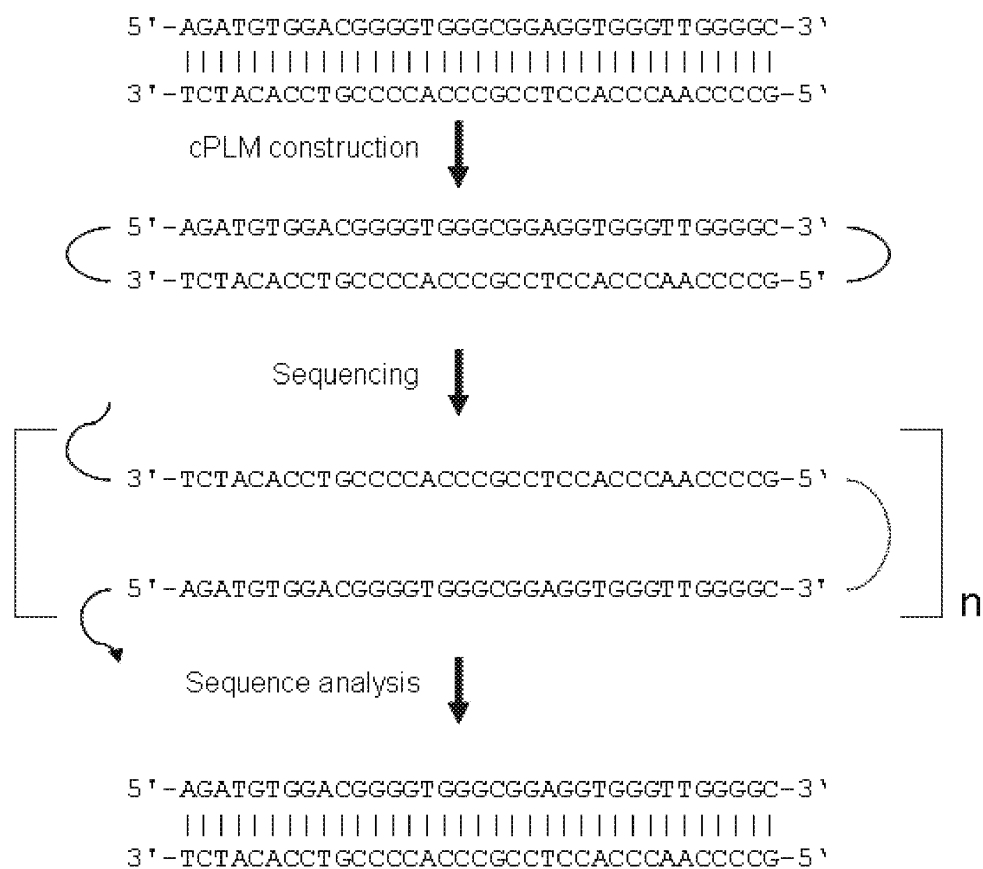 5'-AGATGTGGACGGGGTGGGCGGAGGTGGGTTGGGGC-3'
||||||||||||||||||||||||||||||||||
3'-TCTACACCTGCCCCACCCGCCTCCACCCAACCCCG-5'
cPLM construction
5'-AGATGTGGACGGGGTGGGCGGAGGTGGGTTGGGGC-3'
3'-TCTACACCTGCCCCACCCGCCTCCACCCAACCCCG-5'
Sequencing
3'-TCTACACCTGCCCCACCCGCCTCCACCCAACCCCG-5'
5'-AGATGTGGACGGGGTGGGCGGAGGTGGGTTGGGGC-3'
n
Sequence analysis
5'-AGATGTGGACGGGGTGGGCGGAGGTGGGTTGGGGC-3'
||||||||||||||||||||||||||||||||||
3'-TCTACACCTGCCCCACCCGCCTCCACCCAACCCCG-5'